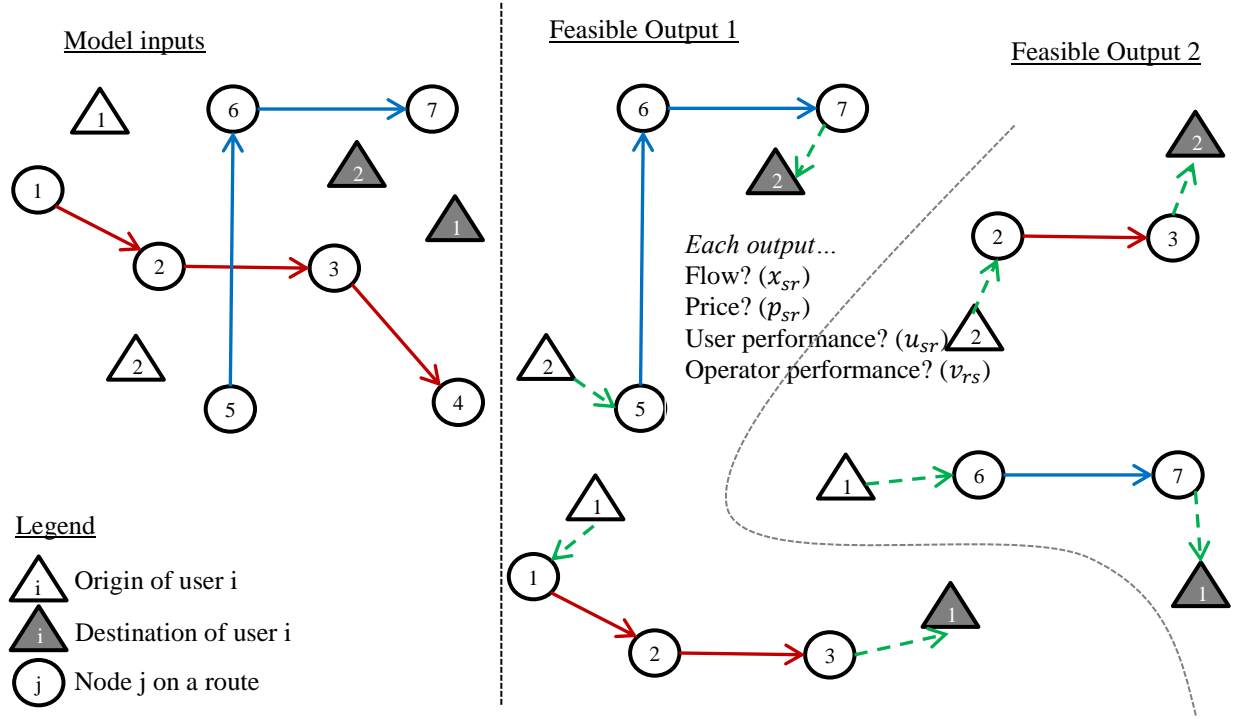 Model inputs
1
6
7
2
1
1
2
3
2
5
4
Legend
i Origin of user i
i Destination of user i
j Node j on a route
Feasible Output 1
6
7
2
Each output…
Flow? (x_sr)
Price? (p_sr)
User performance? (u_sr)
Operator performance? (v_rs)
2
5
1
1
2
3
1
Feasible Output 2
2
2
3
2
1
6
7
1